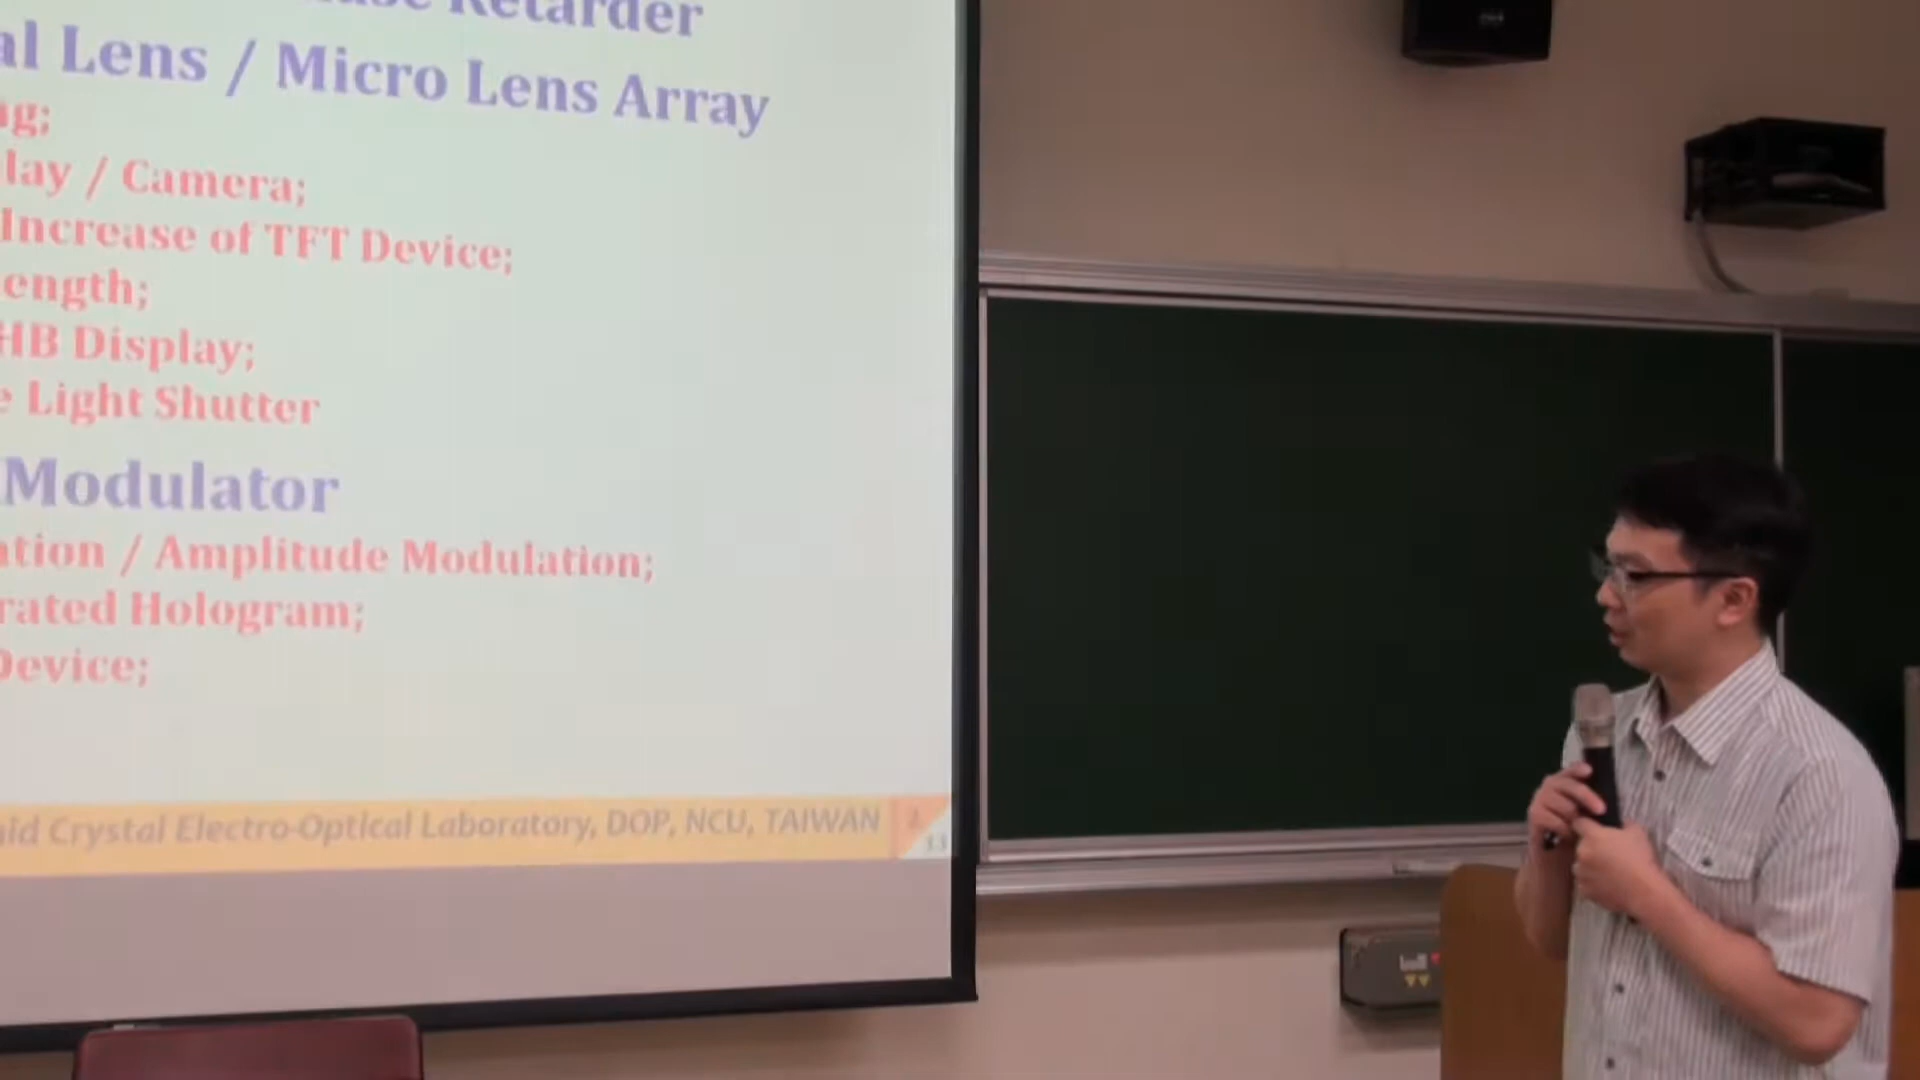 Retarder
al Lens / Micro Lens Array
ng;
lay / Camera;
Increase of TFT Device;
ength;
HB Display;
e Light Shutter
Modulator
ation / Amplitude Modulation;
rated Hologram;
Device;
uid Crystal Electro-Optical Laboratory, DOP, NCU, TAIWAN
13